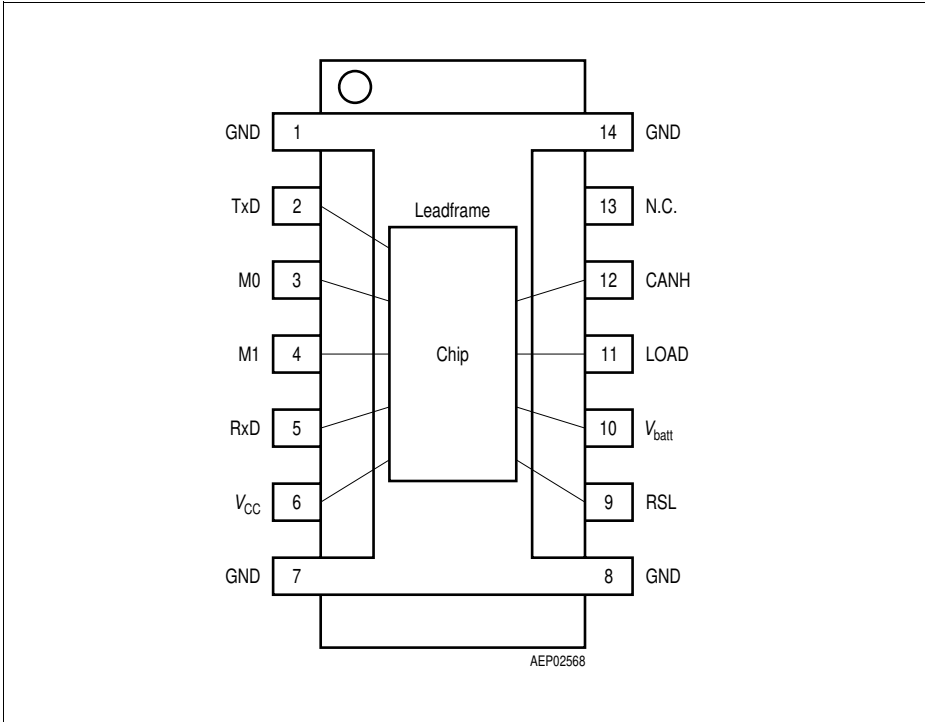 GND 1 14 GND
TxD 2 Leadframe 13 N.C.
M0 3 12 CANH
M1 4 Chip 11 LOAD
RxD 5 10 Vbatt
VCC 6 9 RSL
GND 7 8 GND
AEP02568